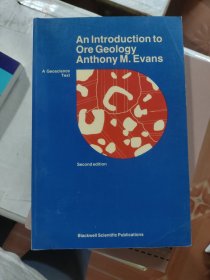 An Introduction to
Ore Geology
Anthony M. Evans
A Geoscience
Text
Second edition
Blackwell Scientific Publications